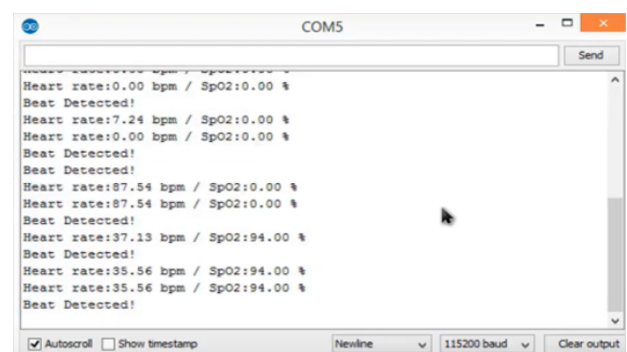 COM5
Send
Heart rate:0.00 bpm / SpO2:0.00 %
Beat Detected!
Heart rate:7.24 bpm / SpO2:0.00 %
Heart rate:0.00 bpm / SpO2:0.00 %
Beat Detected!
Beat Detected!
Heart rate:87.54 bpm / SpO2:0.00 %
Heart rate:87.54 bpm / SpO2:0.00 %
Beat Detected!
Heart rate:37.13 bpm / SpO2:94.00 %
Beat Detected!
Heart rate:35.56 bpm / SpO2:94.00 %
Heart rate:35.56 bpm / SpO2:94.00 %
Beat Detected!
Autoscroll Show timestamp Newline 115200 baud Clear output